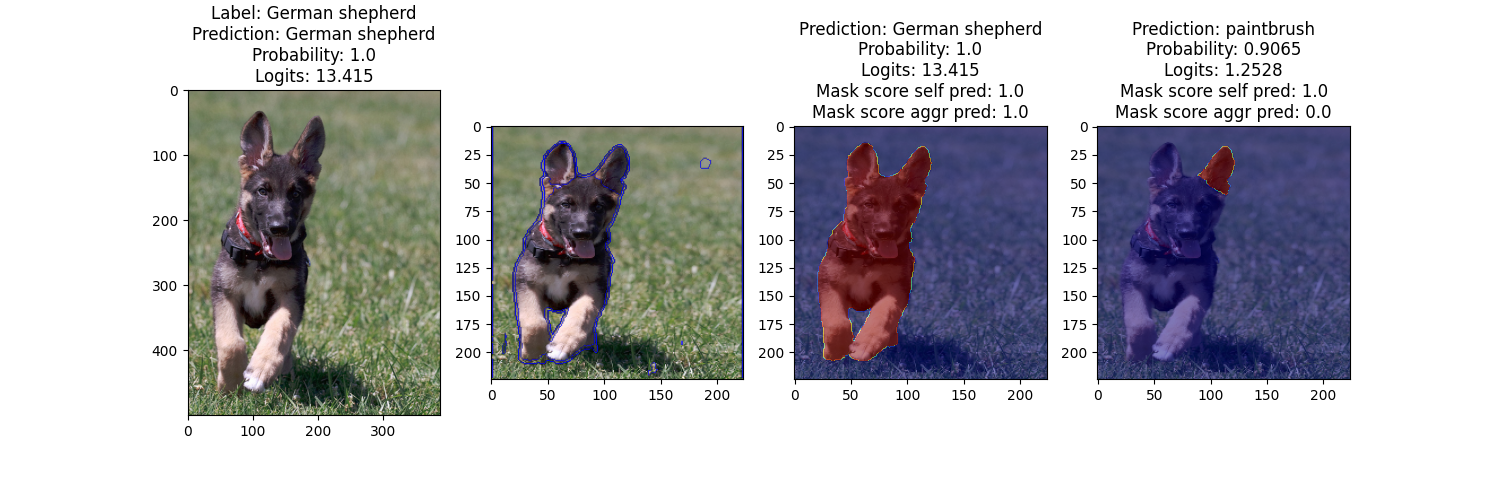 Label: German shepherd
Prediction: German shepherd
Probability: 1.0
Logits: 13.415
0
100
200
300
400
0 100 200 300
0
25
50
75
100
125
150
175
200
0 50 100 150 200
Prediction: German shepherd
Probability: 1.0
Logits: 13.415
Mask score self pred: 1.0
Mask score aggr pred: 1.0
0
25
50
75
100
125
150
175
200
0 50 100 150 200
Prediction: paintbrush
Probability: 0.9065
Logits: 1.2528
Mask score self pred: 1.0
Mask score aggr pred: 0.0
0
25
50
75
100
125
150
175
200
0 50 100 150 200